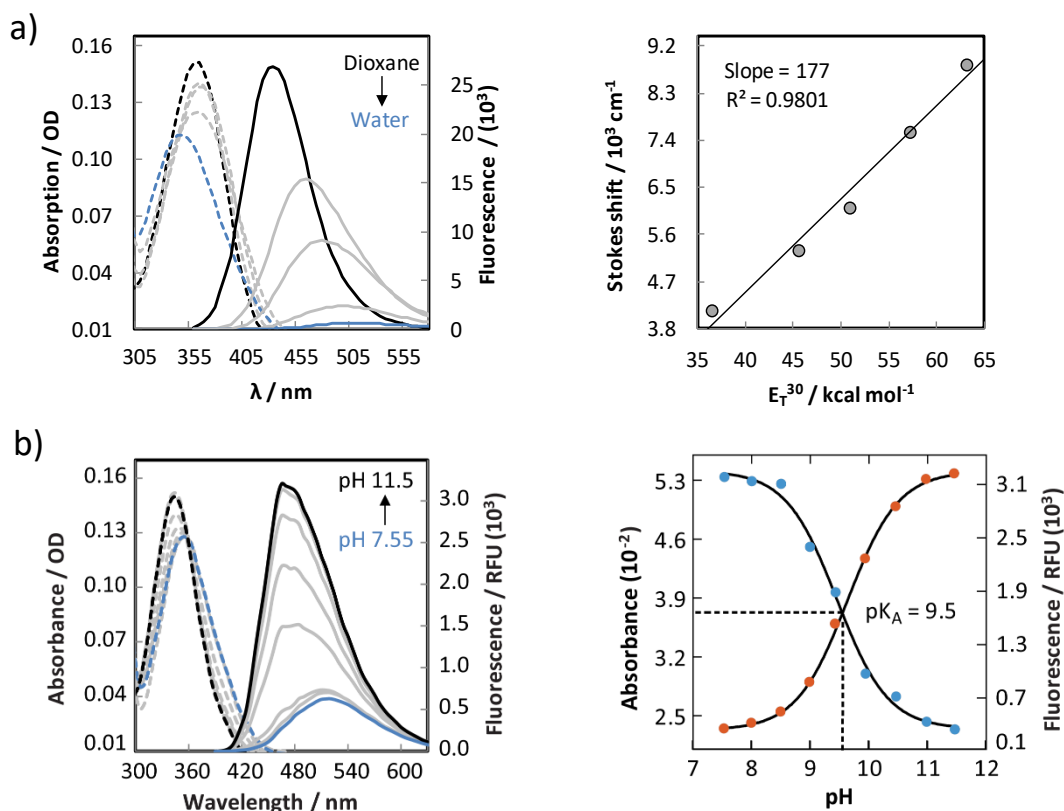 a)
0.16
0.13
0.10
0.07
0.04
0.01
Absorption / OD
305 355 405 455 505 555
λ / nm
Dioxane
Water
25
20
15
10
5
0
Fluorescence / (10³)
9.2
8.3
7.4
6.5
5.6
4.7
3.8
Stokes shift / 10³ cm⁻¹
Slope = 177
R² = 0.9801
35 40 45 50 55 60 65
E_T³⁰ / kcal mol⁻¹
b)
0.16
0.13
0.10
0.07
0.04
0.01
Absorbance / OD
300 360 420 480 540 600
Wavelength / nm
pH 11.5
pH 7.55
3.0
2.5
2.0
1.5
1.0
0.5
0.0
Fluorescence / RFU (10³)
5.3
4.6
3.9
3.2
2.5
Absorbance (10⁻²)
pK_A = 9.5
7 8 9 10 11 12
pH
3.1
2.5
1.9
1.3
0.7
0.1
Fluorescence / RFU (10³)